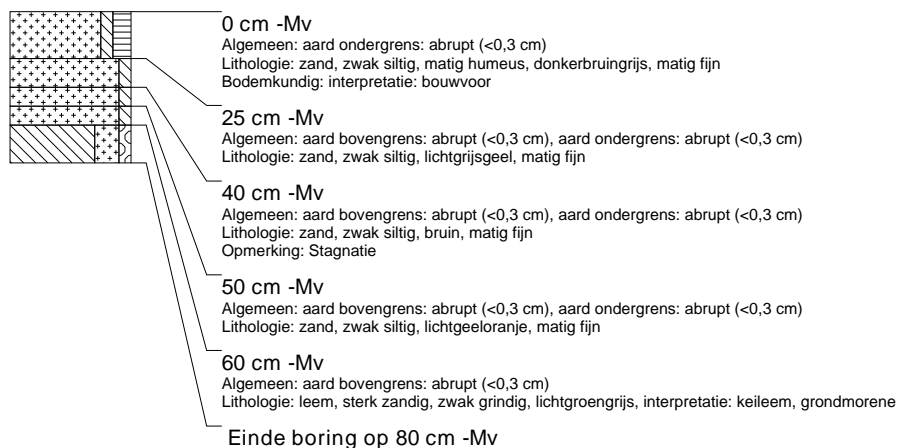 0 cm -Mv
Algemeen: aard ondergrens: abrupt (<0,3 cm)
Lithologie: zand, zwak siltig, matig humeus, donkerbruingrijs, matig fijn
Bodemkundig: interpretatie: bouwvoor
25 cm -Mv
Algemeen: aard bovengrens: abrupt (<0,3 cm), aard ondergrens: abrupt (<0,3 cm)
Lithologie: zand, zwak siltig, lichtgrijsgeel, matig fijn
40 cm -Mv
Algemeen: aard bovengrens: abrupt (<0,3 cm), aard ondergrens: abrupt (<0,3 cm)
Lithologie: zand, zwak siltig, bruin, matig fijn
Opmerking: Stagnatie
50 cm -Mv
Algemeen: aard bovengrens: abrupt (<0,3 cm), aard ondergrens: abrupt (<0,3 cm)
Lithologie: zand, zwak siltig, lichtgeeloranje, matig fijn
60 cm -Mv
Algemeen: aard bovengrens: abrupt (<0,3 cm)
Lithologie: leem, sterk zandig, zwak grindig, lichtgroengrijs, interpretatie: keileem, grondmorene
Einde boring op 80 cm -Mv